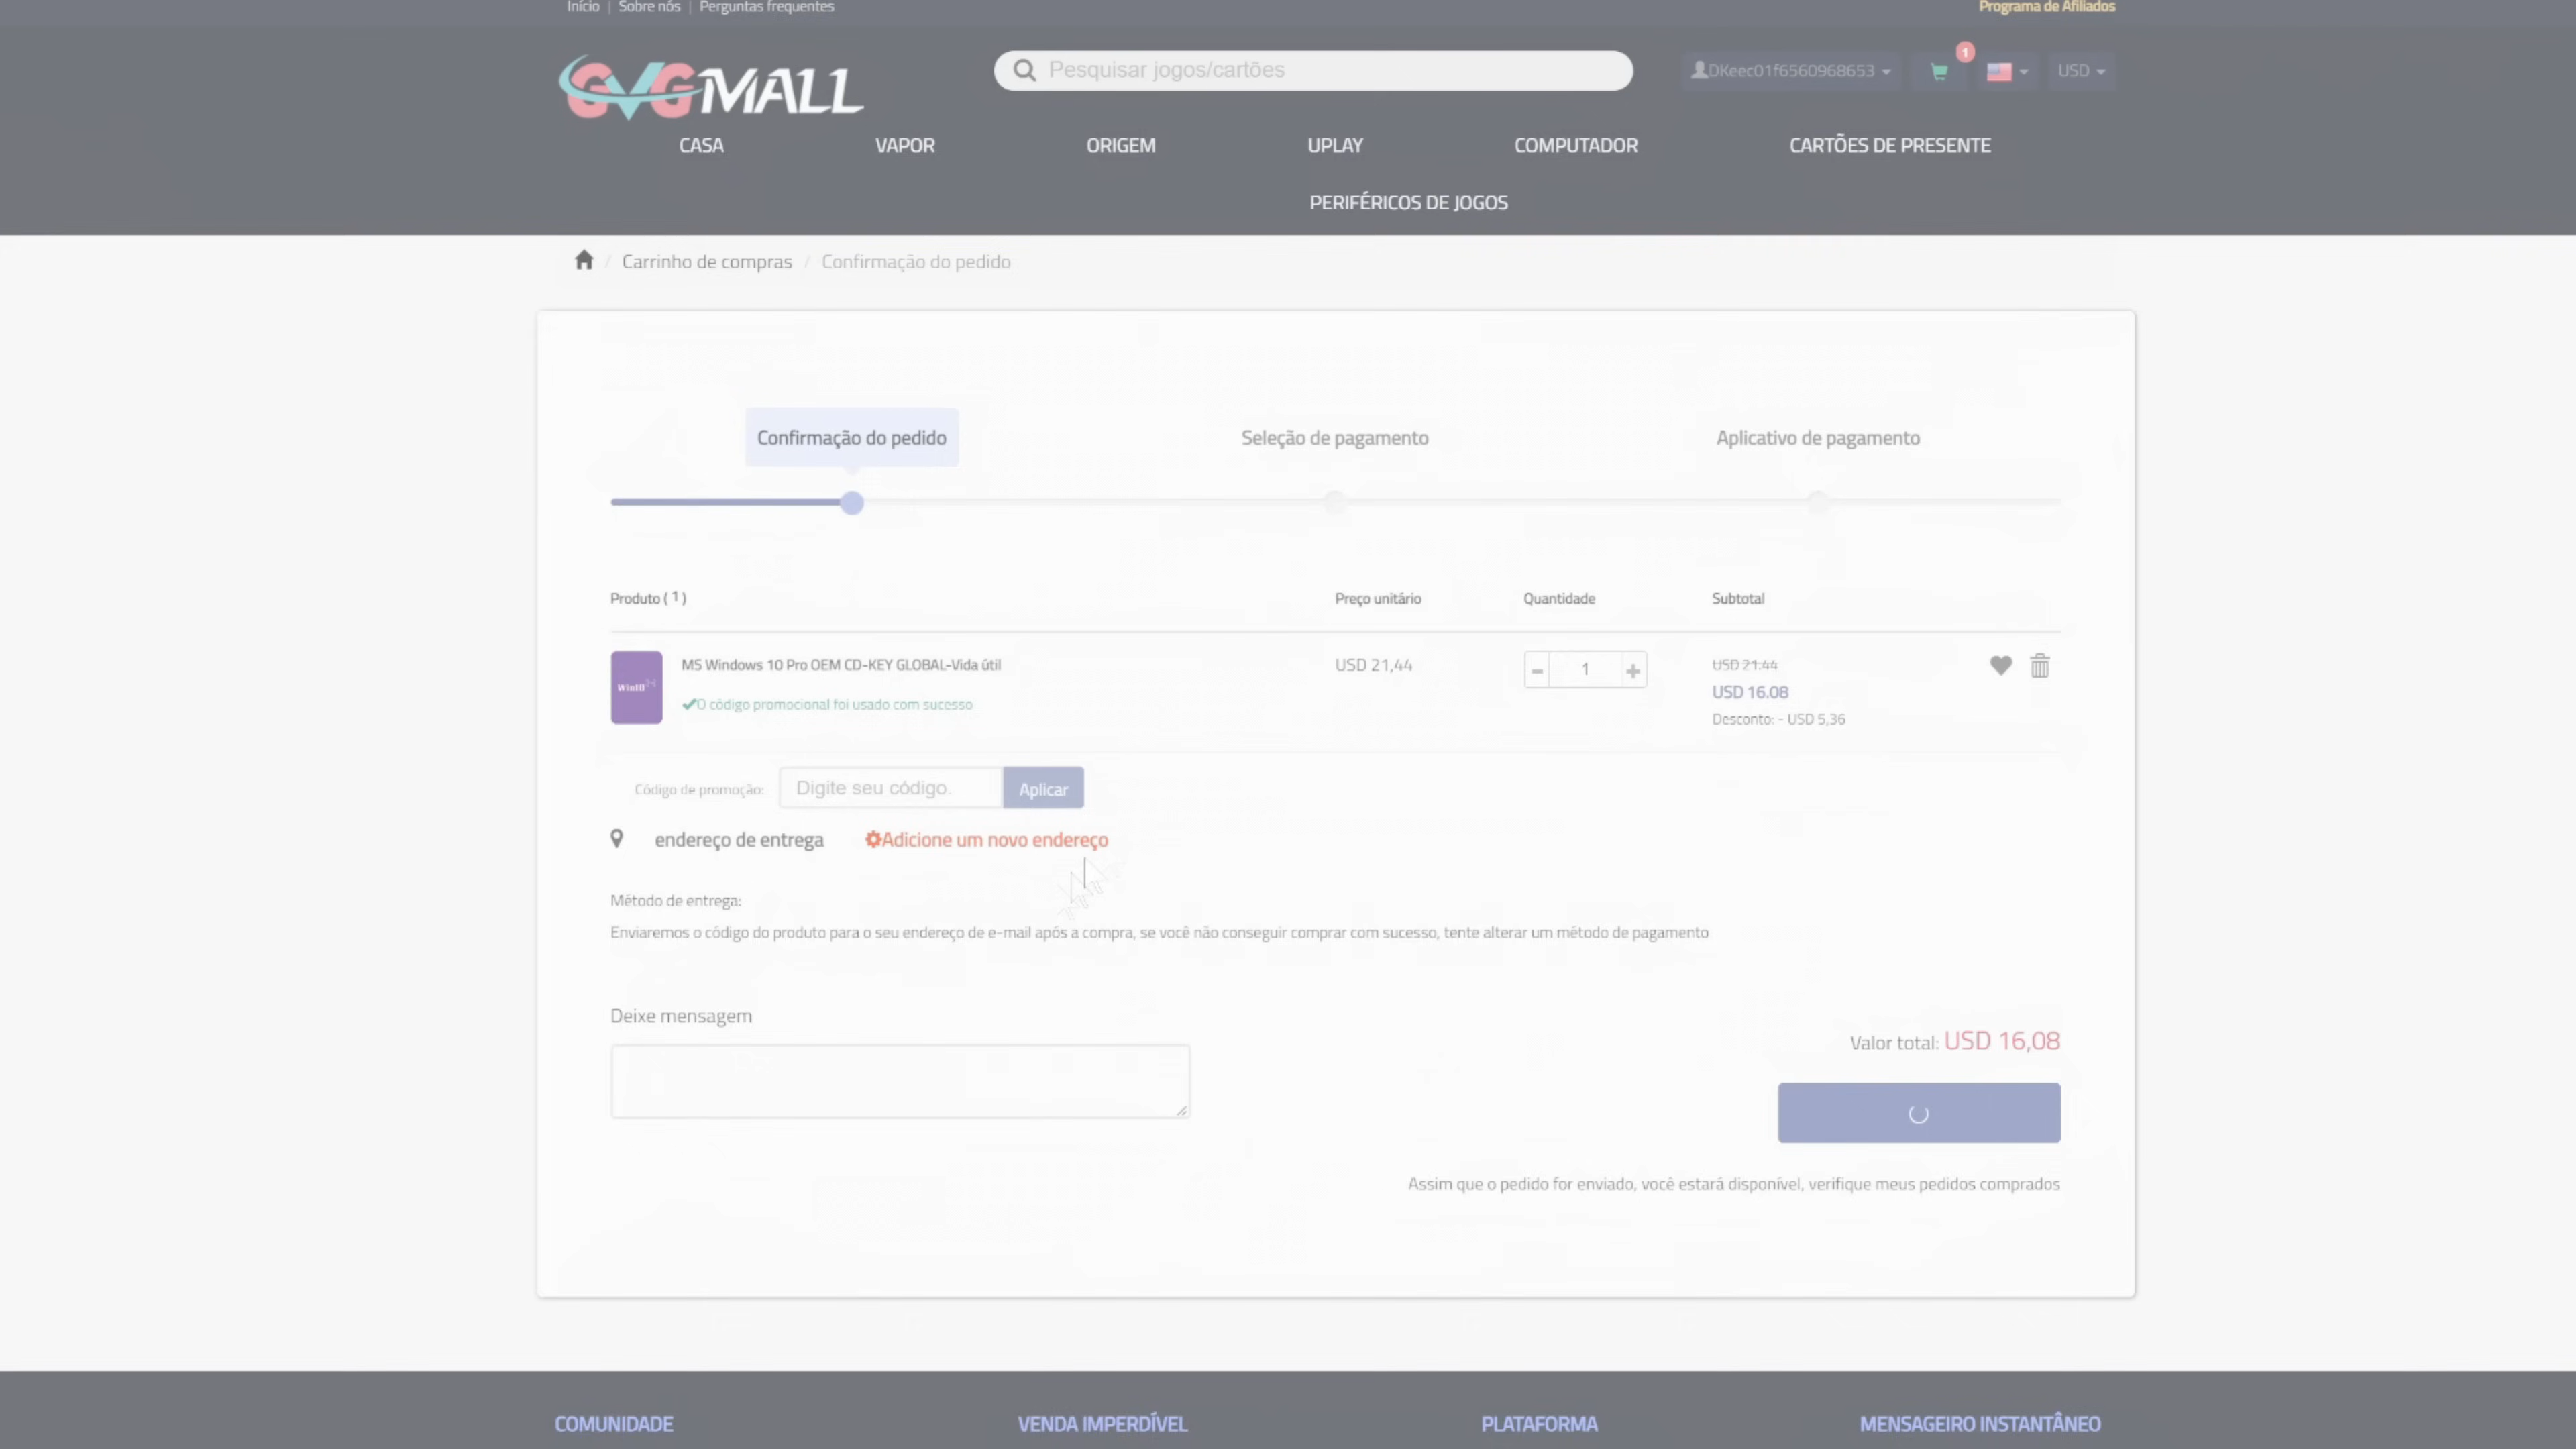 Início | Sobre nós | Perguntas frequentes
Programa de Afiliados
GVGMALL
Pesquisar jogos/cartões
DKeec01f6560968653
1
USD
CASA
VAPOR
ORIGEM
UPLAY
COMPUTADOR
CARTÕES DE PRESENTE
PERIFÉRICOS DE JOGOS
/ Carrinho de compras / Confirmação do pedido
Confirmação do pedido
Seleção de pagamento
Aplicativo de pagamento
Produto ( 1 )
Preço unitário
Quantidade
Subtotal
Win10
MS Windows 10 Pro OEM CD-KEY GLOBAL-Vida útil
USD 21,44
1
USD 21.44
USD 16.08
O código promocional foi usado com sucesso
Desconto: - USD 5,36
Código de promoção:
Digite seu código.
Aplicar
endereço de entrega
Adicione um novo endereço
Método de entrega:
Enviaremos o código do produto para o seu endereço de e-mail após a compra, se você não conseguir comprar com sucesso, tente alterar um método de pagamento
Deixe mensagem
Valor total: USD 16,08
Assim que o pedido for enviado, você estará disponível, verifique meus pedidos comprados
COMUNIDADE
VENDA IMPERDÍVEL
PLATAFORMA
MENSAGEIRO INSTANTÂNEO